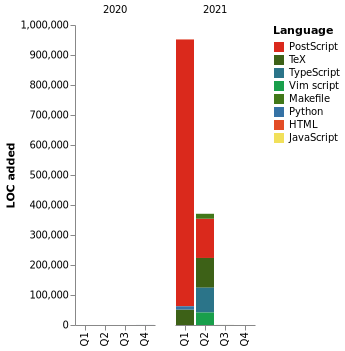 2020 2021
Language
PostScript
TeX
TypeScript
Vim script
Makefile
Python
HTML
JavaScript
LOC added
1,000,000
900,000
800,000
700,000
600,000
500,000
400,000
300,000
200,000
100,000
0
Q1 Q2 Q3 Q4 Q1 Q2 Q3 Q4